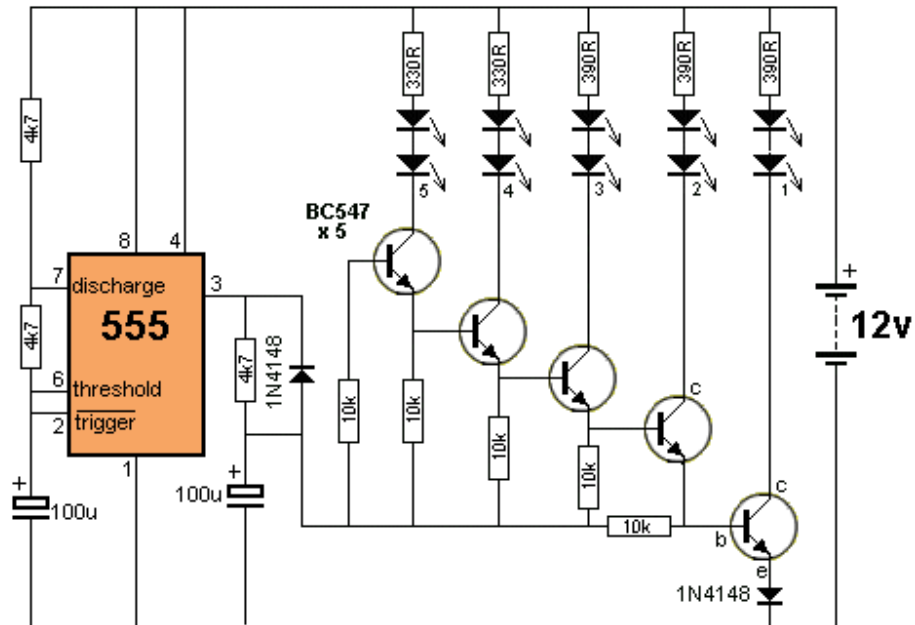 330R
330R
390R
390R
390R
4k7
5
4
3
2
1
BC547
x 5
8
4
7
discharge
3
+
555
12v
4k7
4k7
1N4148
6
threshold
c
2
trigger
10k
10k
10k
10k
1
+
100u
+
100u
c
10k
b
e
1N4148